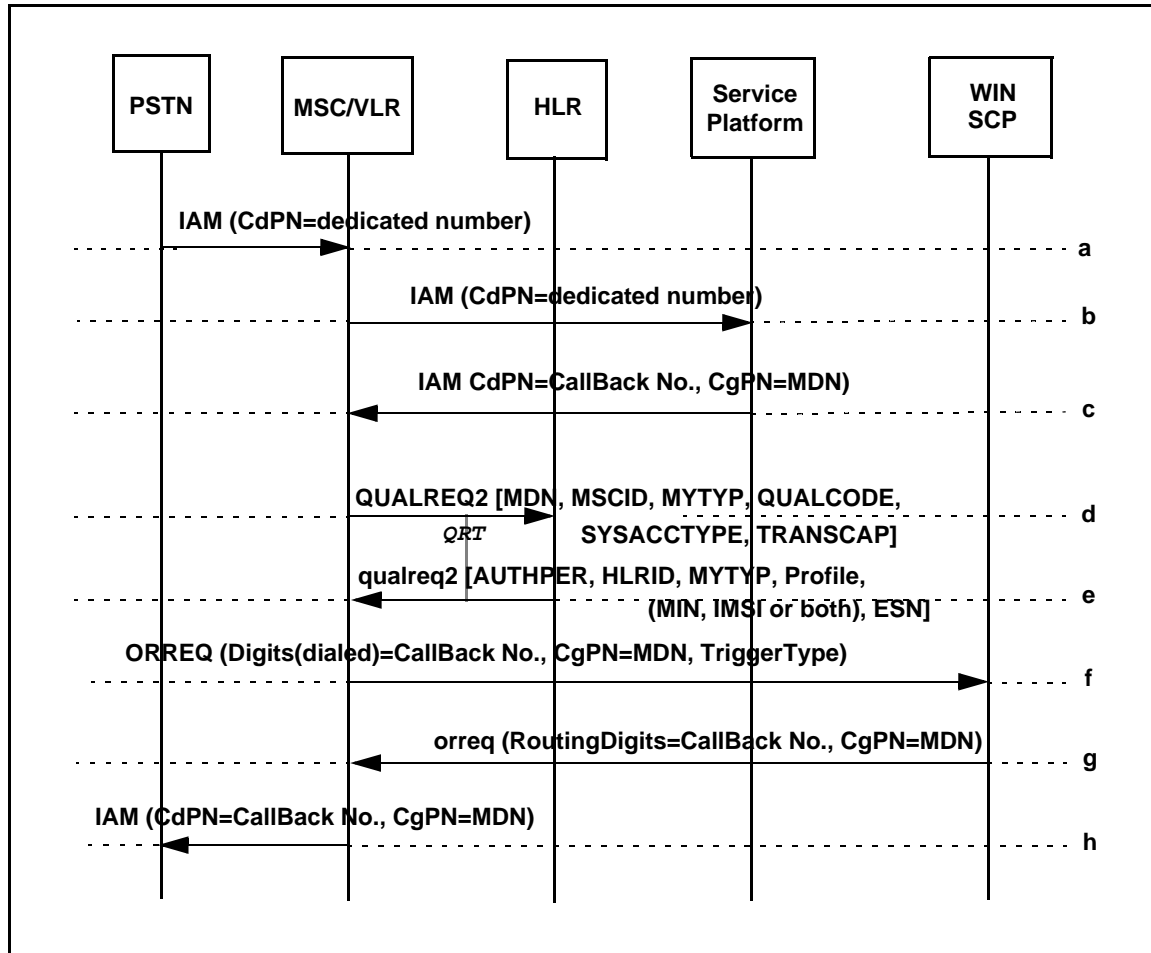 PSTN
MSC/VLR
HLR
Service
Platform
WIN
SCP
IAM (CdPN=dedicated number)
a
IAM (CdPN=dedicated number)
b
IAM CdPN=CallBack No., CgPN=MDN)
c
QUALREQ2 [MDN, MSCID, MYTYP, QUALCODE,
SYSACCTYPE, TRANSCAP]
d
QRT
qualreq2 [AUTHPER, HLRID, MYTYP, Profile,
(MIN, IMSI or both), ESN]
e
ORREQ (Digits(dialed)=CallBack No., CgPN=MDN, TriggerType)
f
orreq (RoutingDigits=CallBack No., CgPN=MDN)
g
IAM (CdPN=CallBack No., CgPN=MDN)
h